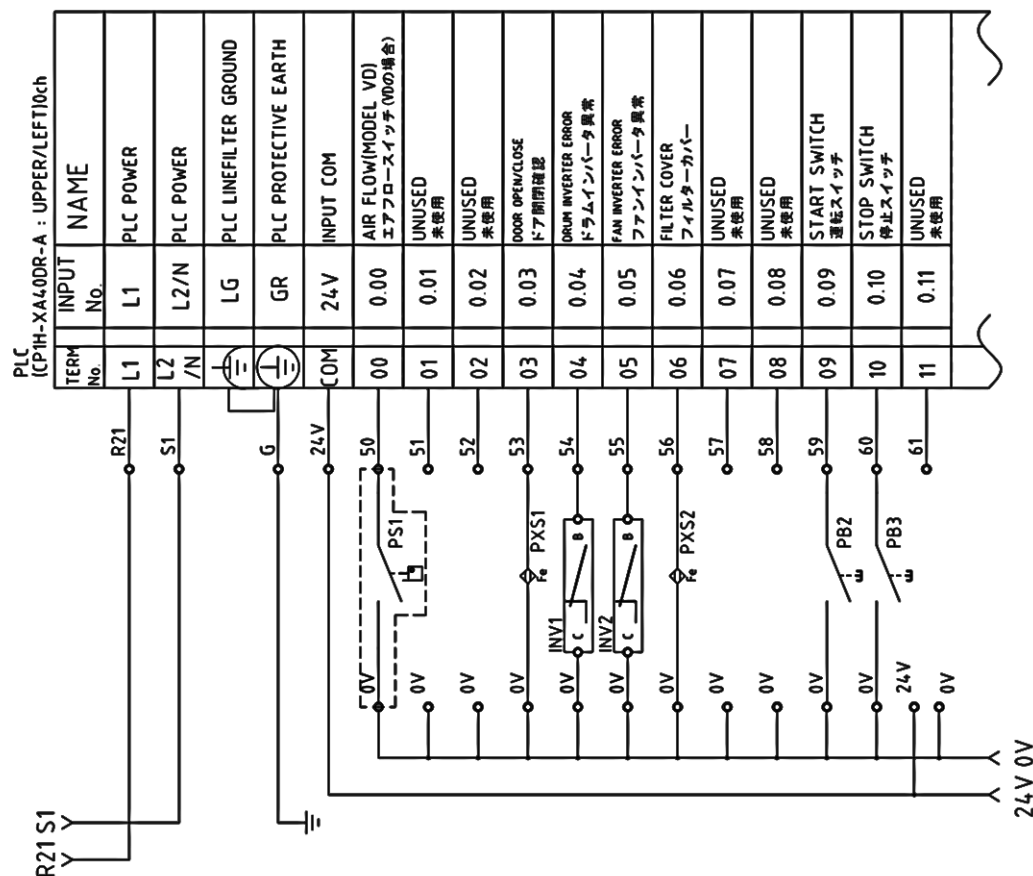 PLC
(CP1H-XA40DR-A : UPPER/LEFT)0ch
TERM No. INPUT No. NAME
L1 L1 PLC POWER
L2/N L2/N PLC POWER
LG PLC LINEFILTER GROUND
GR PLC PROTECTIVE EARTH
COM 24V INPUT COM
00 0.00 AIR FLOW(MODEL VD)
エアフロースイッチ(VDの場合)
01 0.01 UNUSED
未使用
02 0.02 UNUSED
未使用
03 0.03 DOOR OPEN/CLOSE
ドア開閉確認
04 0.04 DRUM INVERTER ERROR
ドラムインバータ異常
05 0.05 FAN INVERTER ERROR
ファンインバータ異常
06 0.06 FILTER COVER
フィルターカバー
07 0.07 UNUSED
未使用
08 0.08 UNUSED
未使用
09 0.09 START SWITCH
運転スイッチ
10 0.10 STOP SWITCH
停止スイッチ
11 0.11 UNUSED
未使用
R21
S1
G
24V
50
51
52
53
54
55
56
57
58
59
60
61
PS1
Fe PXS1
INV1 C B
INV2 C B
Fe PXS2
PB2
PB3
0V
0V
0V
0V
0V
0V
0V
0V
0V
0V
0V
24V
0V
R21 S1
24V 0V